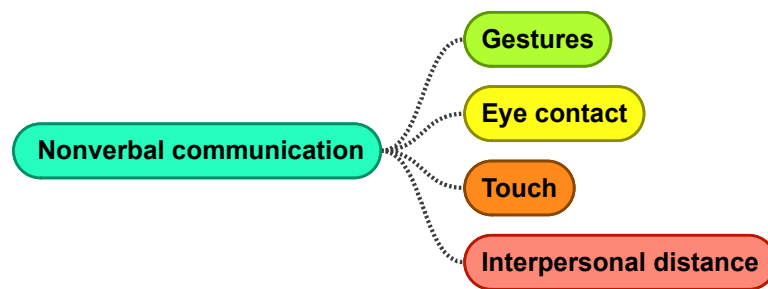 Nonverbal communication
Gestures
Eye contact
Touch
Interpersonal distance